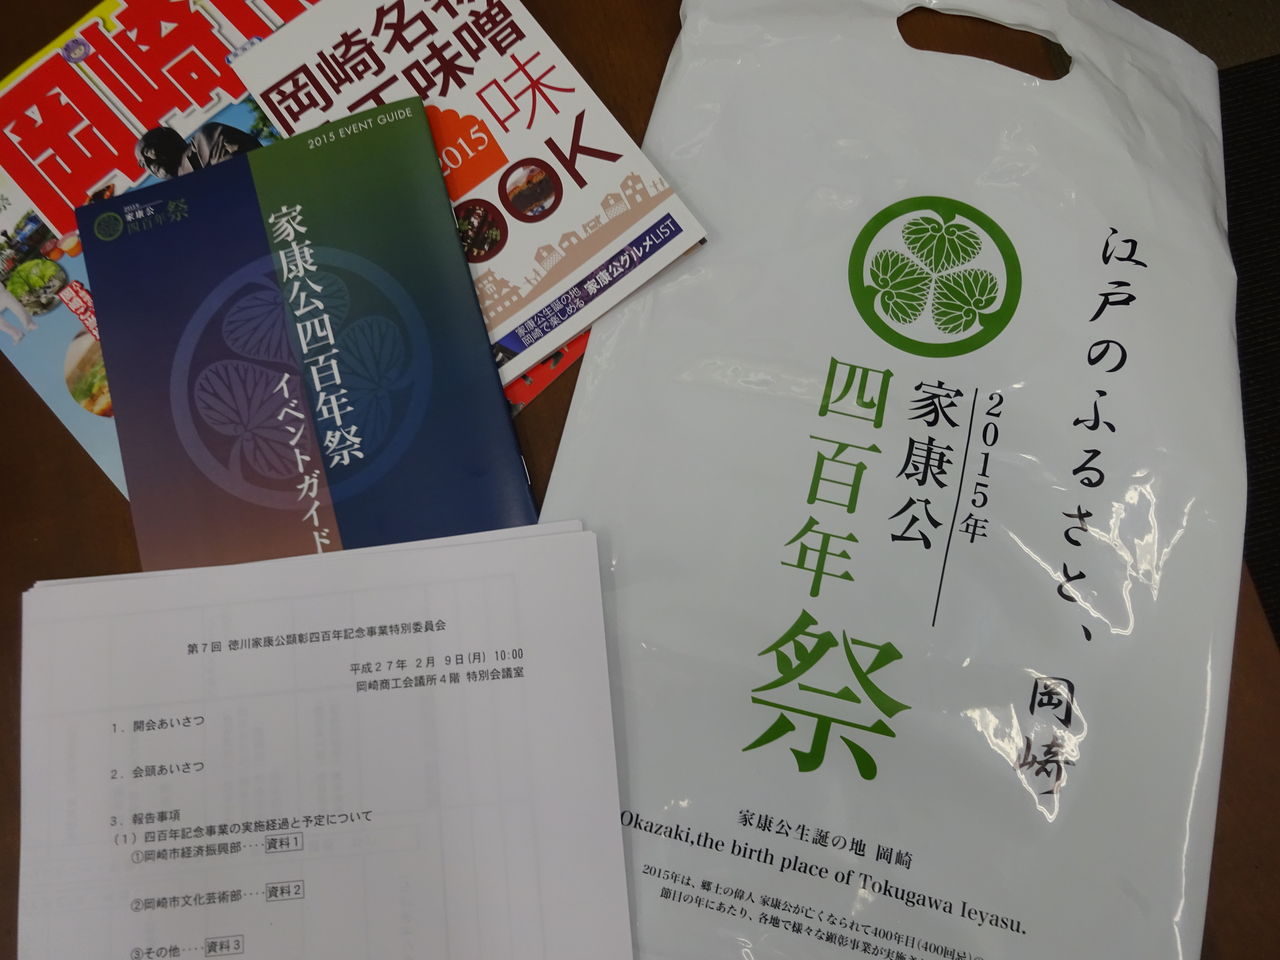 岡崎
岡崎名物
味噌
味
2015
OOK
家康公生誕の地
岡崎で楽しめる 家康公グルメLIST
2015 EVENT GUIDE
家康公
四百年祭
家康公四百年祭
イベントガイド
江戸のふるさと、岡崎
2015年
家康公
四百年祭
家康公生誕の地 岡崎
Okazaki,the birth place of Tokugawa Ieyasu.
2015年は、郷土の偉人 家康公が亡くなられて400年目(400回忌)の
節目の年にあたり、各地で様々な顕彰事業が実施さ
第7回 徳川家康公顕彰四百年記念事業特別委員会
平成27年 2月 9日(月) 10:00
岡崎商工会議所4階 特別会議室
1. 開会あいさつ
2. 会頭あいさつ
3. 報告事項
(1) 四百年記念事業の実施経過と予定について
①岡崎市経済振興部‥‥資料1
②岡崎市文化芸術部‥‥資料2
③その他‥‥資料3